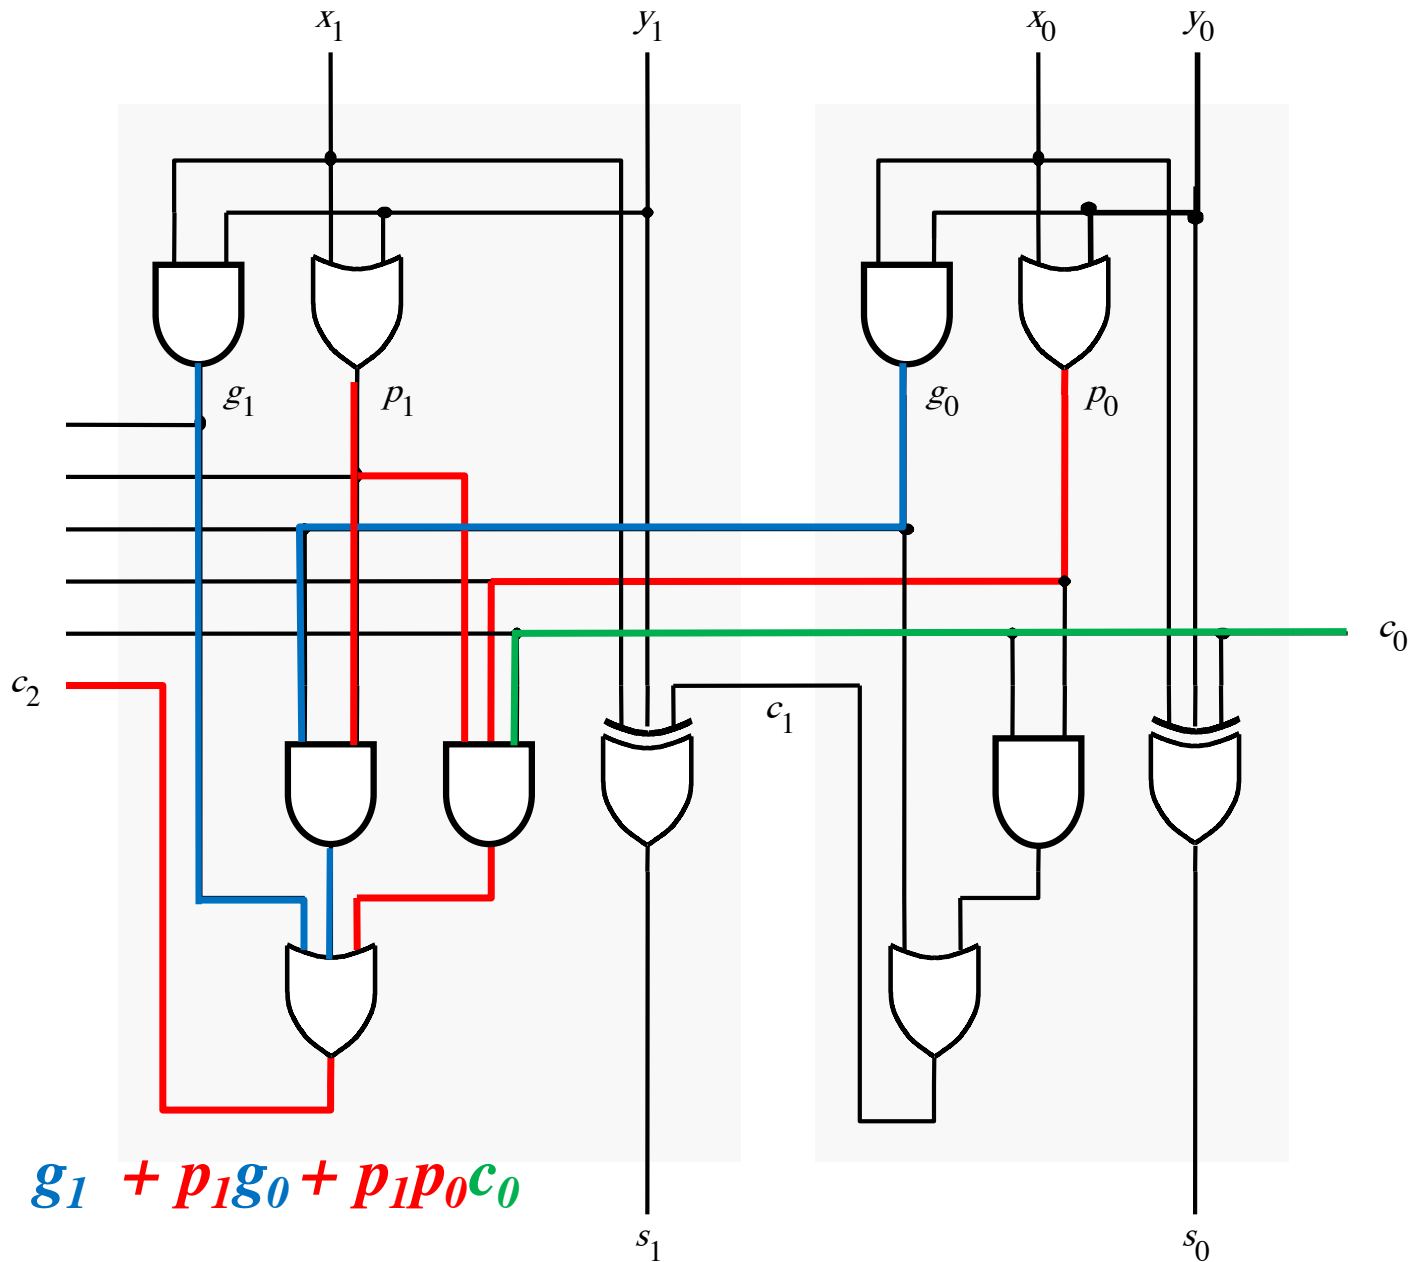 x₁ y₁ x₀ y₀
g₁ p₁ g₀ p₀
c₀
c₂
c₁
g₁ + p₁g₀ + p₁p₀c₀
s₁ s₀